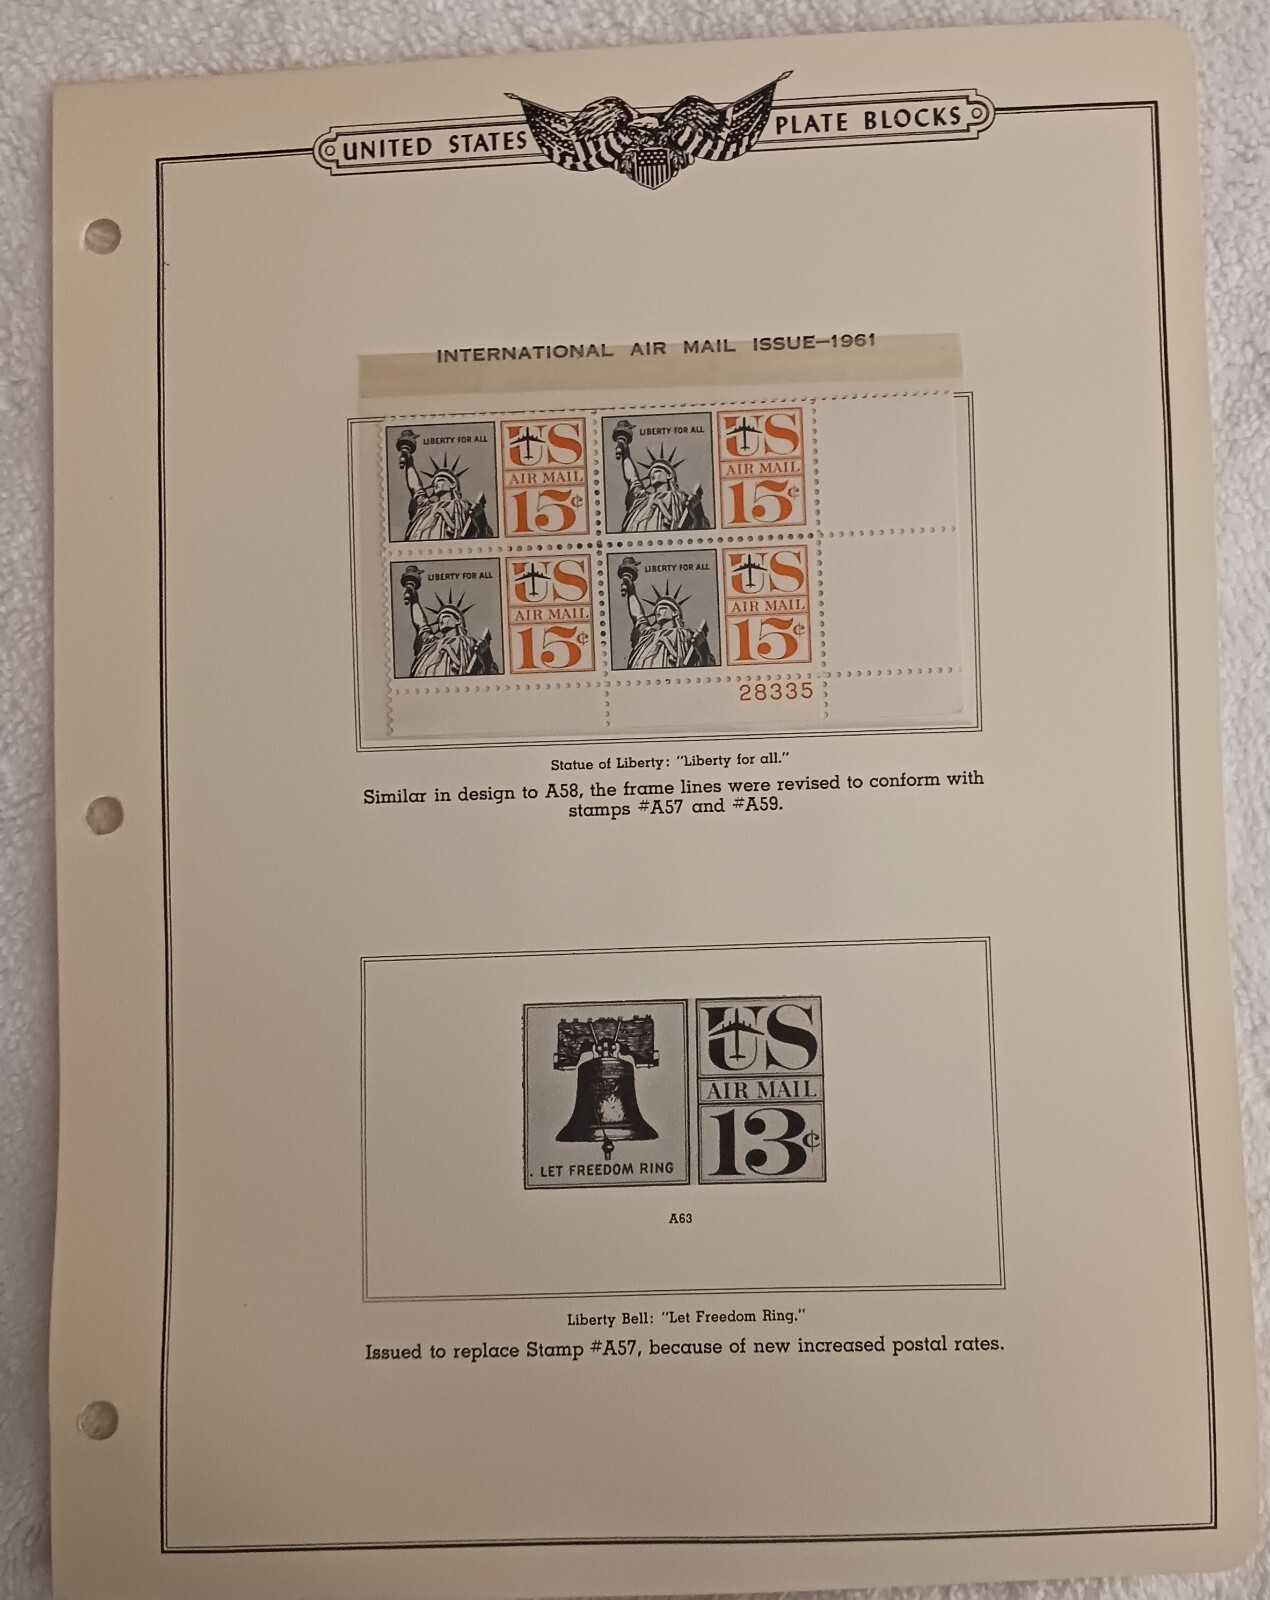 UNITED STATES PLATE BLOCKS
INTERNATIONAL AIR MAIL ISSUE—1961
LIBERTY FOR ALL US LIBERTY FOR ALL US
AIR MAIL AIR MAIL
15¢ 15¢
LIBERTY FOR ALL US LIBERTY FOR ALL US
AIR MAIL AIR MAIL
15¢ 15¢
28335
Statue of Liberty: "Liberty for all."
Similar in design to A58, the frame lines were revised to conform with
stamps #A57 and #A59.
US
AIR MAIL
13¢
LET FREEDOM RING
A63
Liberty Bell: "Let Freedom Ring."
Issued to replace Stamp #A57, because of new increased postal rates.